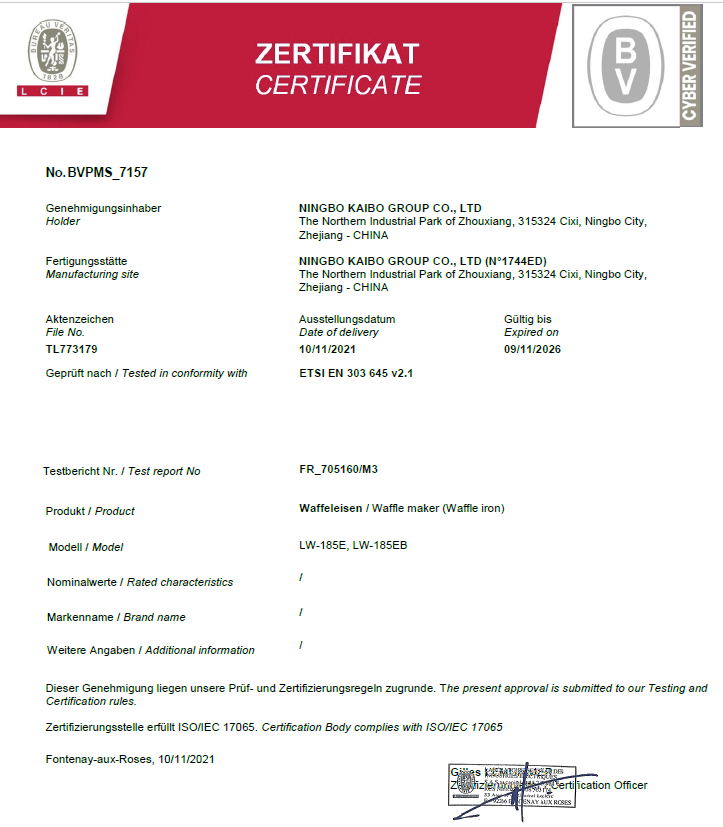 BUREAU VERITAS
1828
LCIE
ZERTIFIKAT
CERTIFICATE
BV
CYBER VERIFIED
No. BVPMS_7157
Genehmigungsinhaber NINGBO KAIBO GROUP CO., LTD
Holder The Northern Industrial Park of Zhouxiang, 315324 Cixi, Ningbo City,
Zhejiang - CHINA
Fertigungsstätte NINGBO KAIBO GROUP CO., LTD (N°1744ED)
Manufacturing site The Northern Industrial Park of Zhouxiang, 315324 Cixi, Ningbo City,
Zhejiang - CHINA
Aktenzeichen Ausstellungsdatum Gültig bis
File No. Date of delivery Expired on
TL773179 10/11/2021 09/11/2026
Geprüft nach / Tested in conformity with ETSI EN 303 645 v2.1
Testbericht Nr. / Test report No FR_705160/M3
Produkt / Product Waffeleisen / Waffle maker (Waffle iron)
Modell / Model LW-185E, LW-185EB
Nominalwerte / Rated characteristics /
Markenname / Brand name /
Weitere Angaben / Additional information /
Dieser Genehmigung liegen unsere Prüf- und Zertifizierungsregeln zugrunde. The present approval is submitted to our Testing and
Certification rules.
Zertifizierungsstelle erfüllt ISO/IEC 17065. Certification Body complies with ISO/IEC 17065
Fontenay-aux-Roses, 10/11/2021
Certification Officer
FONTENAY AUX ROSES